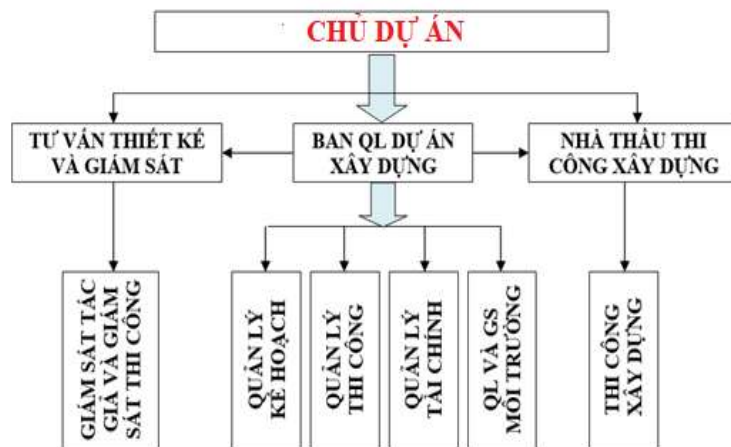 CHỦ DỰ ÁN
TƯ VẤN THIẾT KẾ
VÀ GIÁM SÁT
BAN QL DỰ ÁN
XÂY DỰNG
NHÀ THẦU THI
CÔNG XÂY DỰNG
GIÁM SÁT TÁC
GIẢ VÀ GIÁM
SÁT THI CÔNG
QUẢN LÝ
KẾ HOẠCH
QUẢN LÝ
THI CÔNG
QUẢN LÝ
TÀI CHÍNH
QL VÀ GS
MÔI TRƯỜNG
THI CÔNG
XÂY DỰNG